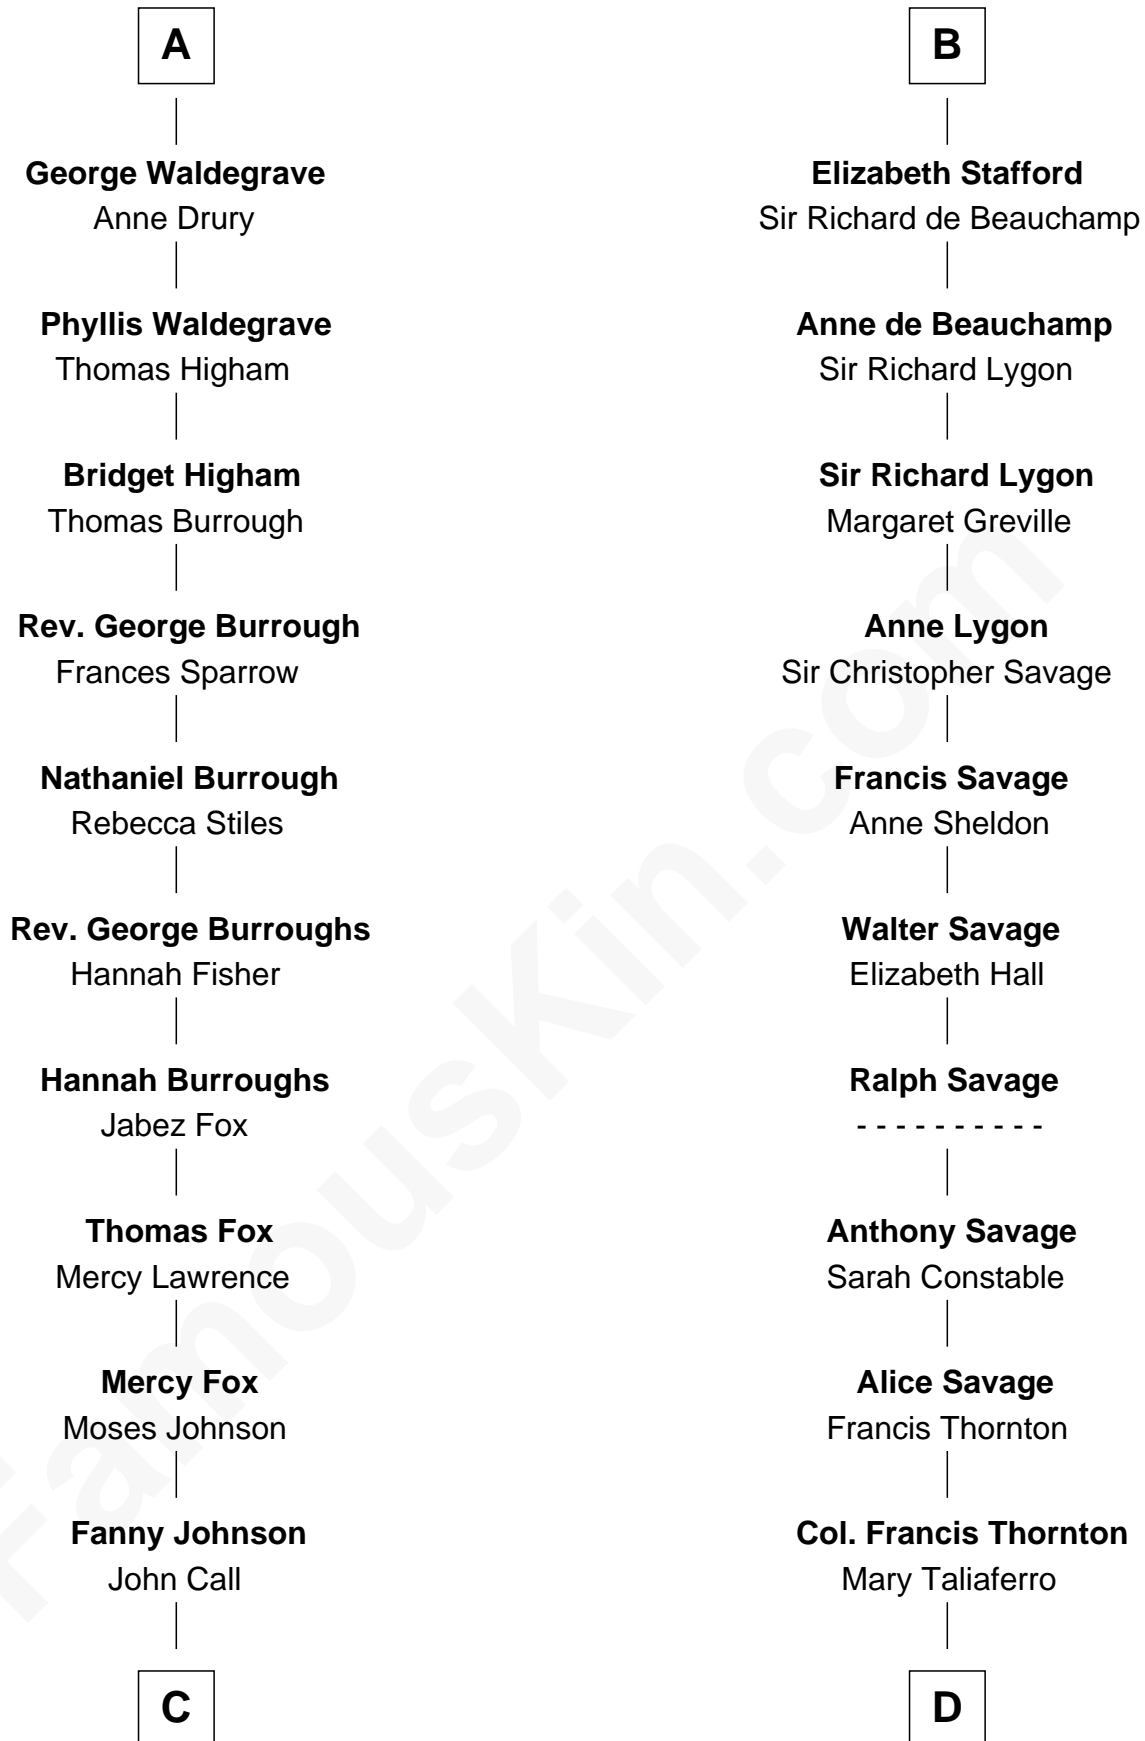 A
George Waldegrave
Anne Drury
Phyllis Waldegrave
Thomas Higham
Bridget Higham
Thomas Burrough
Rev. George Burrough
Frances Sparrow
Nathaniel Burrough
Rebecca Stiles
Rev. George Burroughs
Hannah Fisher
Hannah Burroughs
Jabez Fox
Thomas Fox
Mercy Lawrence
Mercy Fox
Moses Johnson
Fanny Johnson
John Call
C
B
Elizabeth Stafford
Sir Richard de Beauchamp
Anne de Beauchamp
Sir Richard Lygon
Sir Richard Lygon
Margaret Greville
Anne Lygon
Sir Christopher Savage
Francis Savage
Anne Sheldon
Walter Savage
Elizabeth Hall
Ralph Savage
- - - - - - - - - -
Anthony Savage
Sarah Constable
Alice Savage
Francis Thornton
Col. Francis Thornton
Mary Taliaferro
D
FamousKin.com